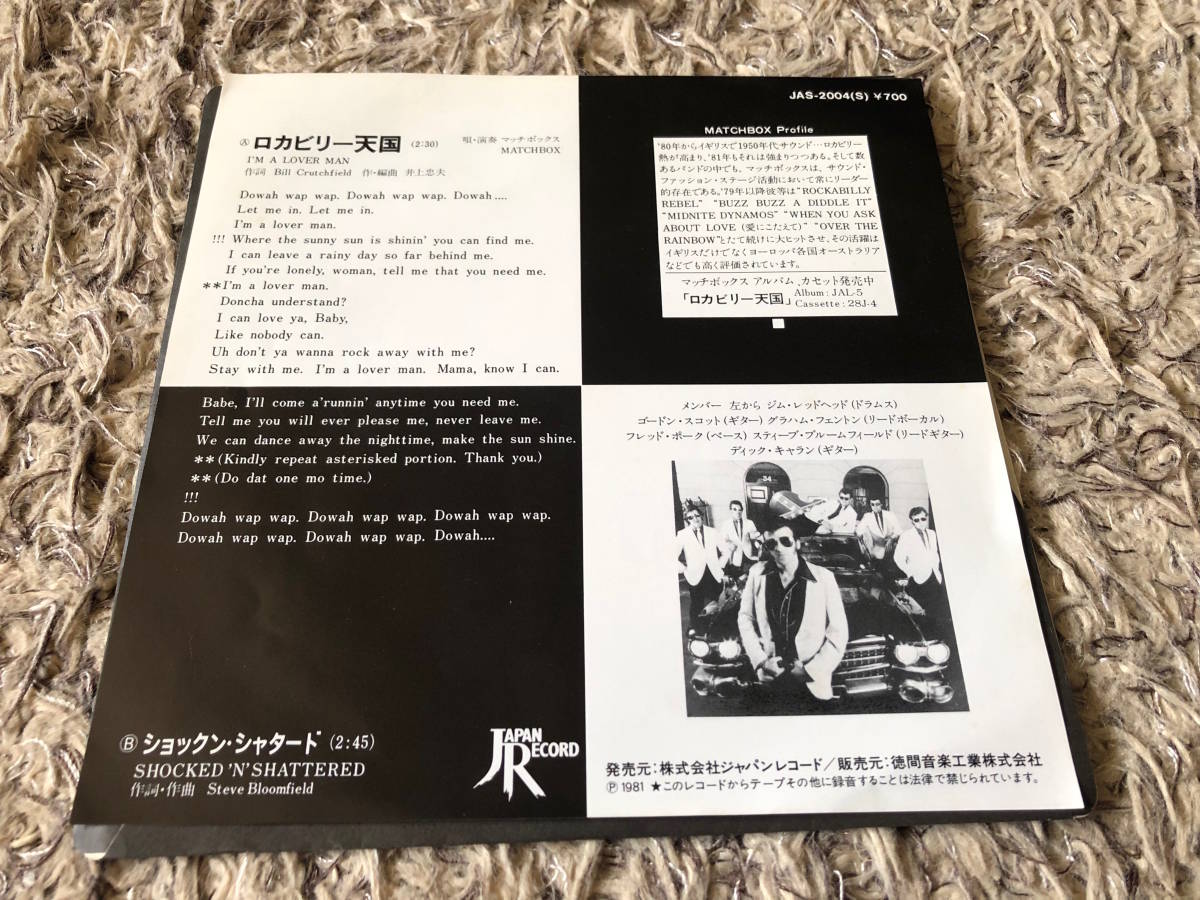 Ⓐ ロカビリー天国 (2:30) 唄・演奏 マッチボックス
I'M A LOVER MAN MATCHBOX
作詞 Bill Crutchfield 作・編曲 井上忠夫
Dowah wap wap. Dowah wap wap. Dowah....
Let me in. Let me in.
I'm a lover man.
!!! Where the sunny sun is shinin' you can find me.
I can leave a rainy day so far behind me.
If you're lonely, woman, tell me that you need me.
**I'm a lover man.
Doncha understand?
I can love ya, Baby,
Like nobody can.
Uh don't ya wanna rock away with me?
Stay with me. I'm a lover man. Mama, know I can.
Babe, I'll come a'runnin' anytime you need me.
Tell me you will ever please me, never leave me.
We can dance away the nighttime, make the sun shine.
**(Kindly repeat asterisked portion. Thank you.)
**(Do dat one mo time.)
!!!
Dowah wap wap. Dowah wap wap. Dowah wap wap.
Dowah wap wap. Dowah wap wap. Dowah....
Ⓑ ショックン・シャタード (2:45)
SHOCKED 'N' SHATTERED
作詞・作曲 Steve Bloomfield
JAPAN RECORD
JAS-2004(S) ¥700
MATCHBOX Profile
'80年からイギリスで1950年代サウンド…ロカビリー
熱が高まり、'81年もそれは強まりつつある。そして数
あるバンドの中でも、マッチボックスは、サウンド・
ファッション・ステージ活動において常にリーダー
的存在である。'79年以降彼等は"ROCKABILLY
REBEL" "BUZZ BUZZ A DIDDLE IT"
"MIDNITE DYNAMOS" "WHEN YOU ASK
ABOUT LOVE (愛にこたえて)" "OVER THE
RAINBOW"とたて続けに大ヒットさせ、その活躍は
イギリスだけでなくヨーロッパ各国オーストラリア
などでも高く評価されています。
マッチボックス アルバム、カセット発売中
「ロカビリー天国」 Album : JAL-5
Cassette : 28J-4
メンバー 左から ジム・レッドヘッド(ドラムス)
ゴードン・スコット(ギター) グラハム・フェントン(リードボーカル)
フレッド・ポーク(ベース) スティーブ・ブルームフィールド(リードギター)
ディック・キャラン(ギター)
34
発売元:株式会社ジャパンレコード/販売元:徳間音楽工業株式会社
Ⓟ 1981 ★このレコードからテープその他に録音することは法律で禁じられています。